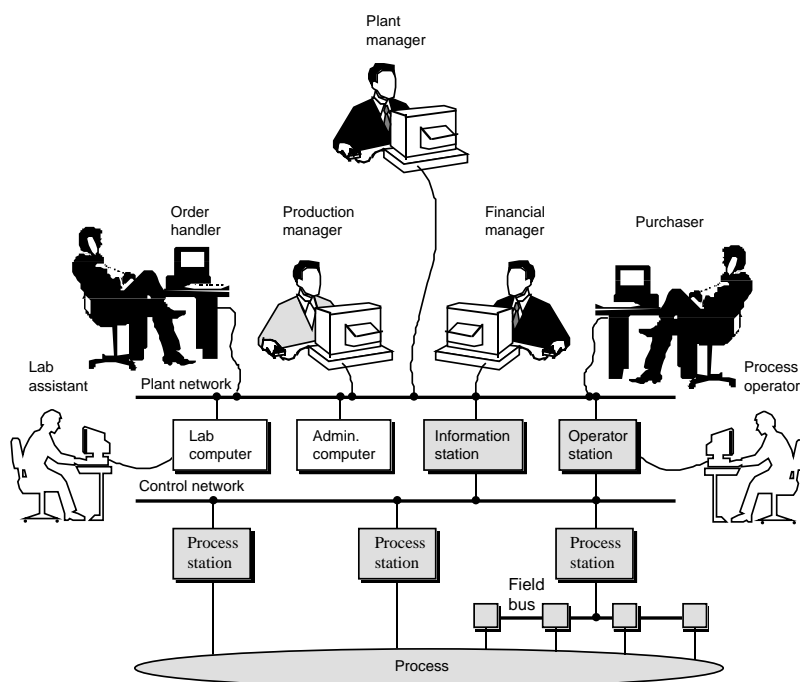 Plant
manager
Order
handler
Production
manager
Financial
manager
Purchaser
Lab
assistant
Plant network
Process
operator
Lab
computer
Admin.
computer
Information
station
Operator
station
Control network
Process
station
Process
station
Process
station
Field
bus
Process